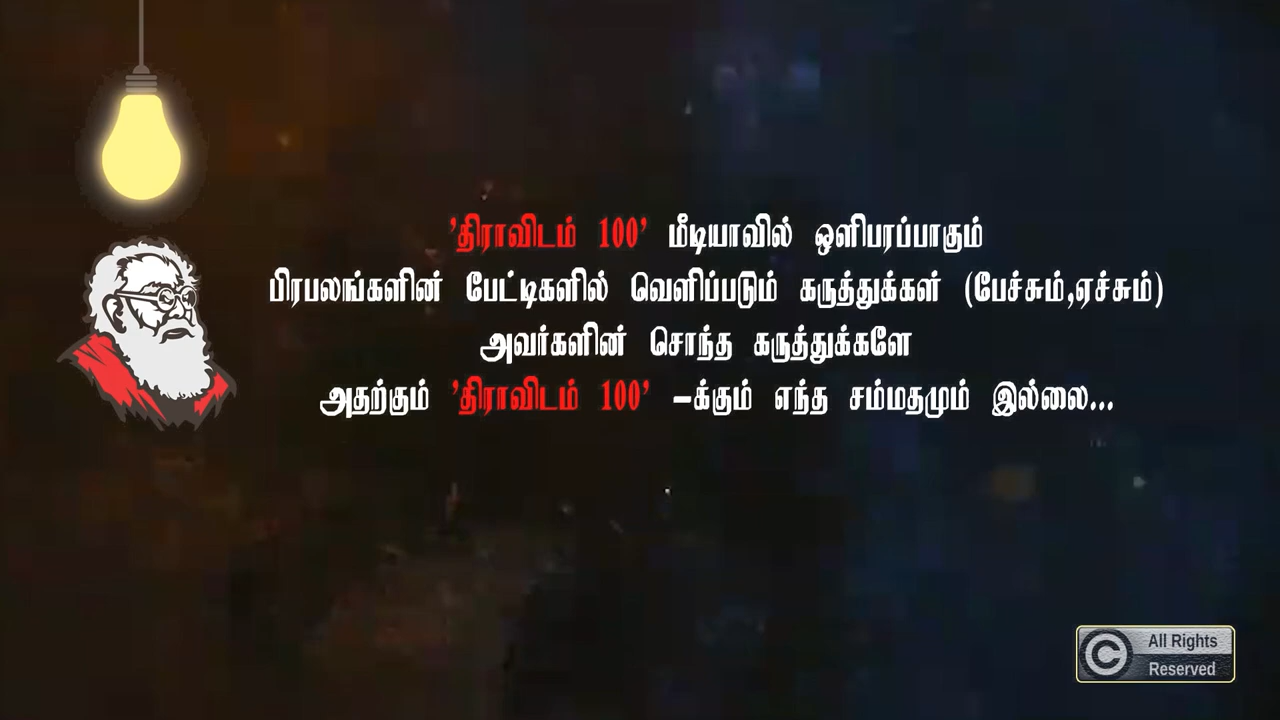 'திராவிடம் 100' மீடியாவில் ஒளிபரப்பாகும்
பிரபலங்களின் பேட்டிகளில் வெளிப்படும் கருத்துக்கள் (பேச்சும்,ஏச்சும்)
அவர்களின் சொந்த கருத்துக்களே
அதற்கும் 'திராவிடம் 100' -க்கும் எந்த சம்மதமும் இல்லை...
C All Rights
Reserved